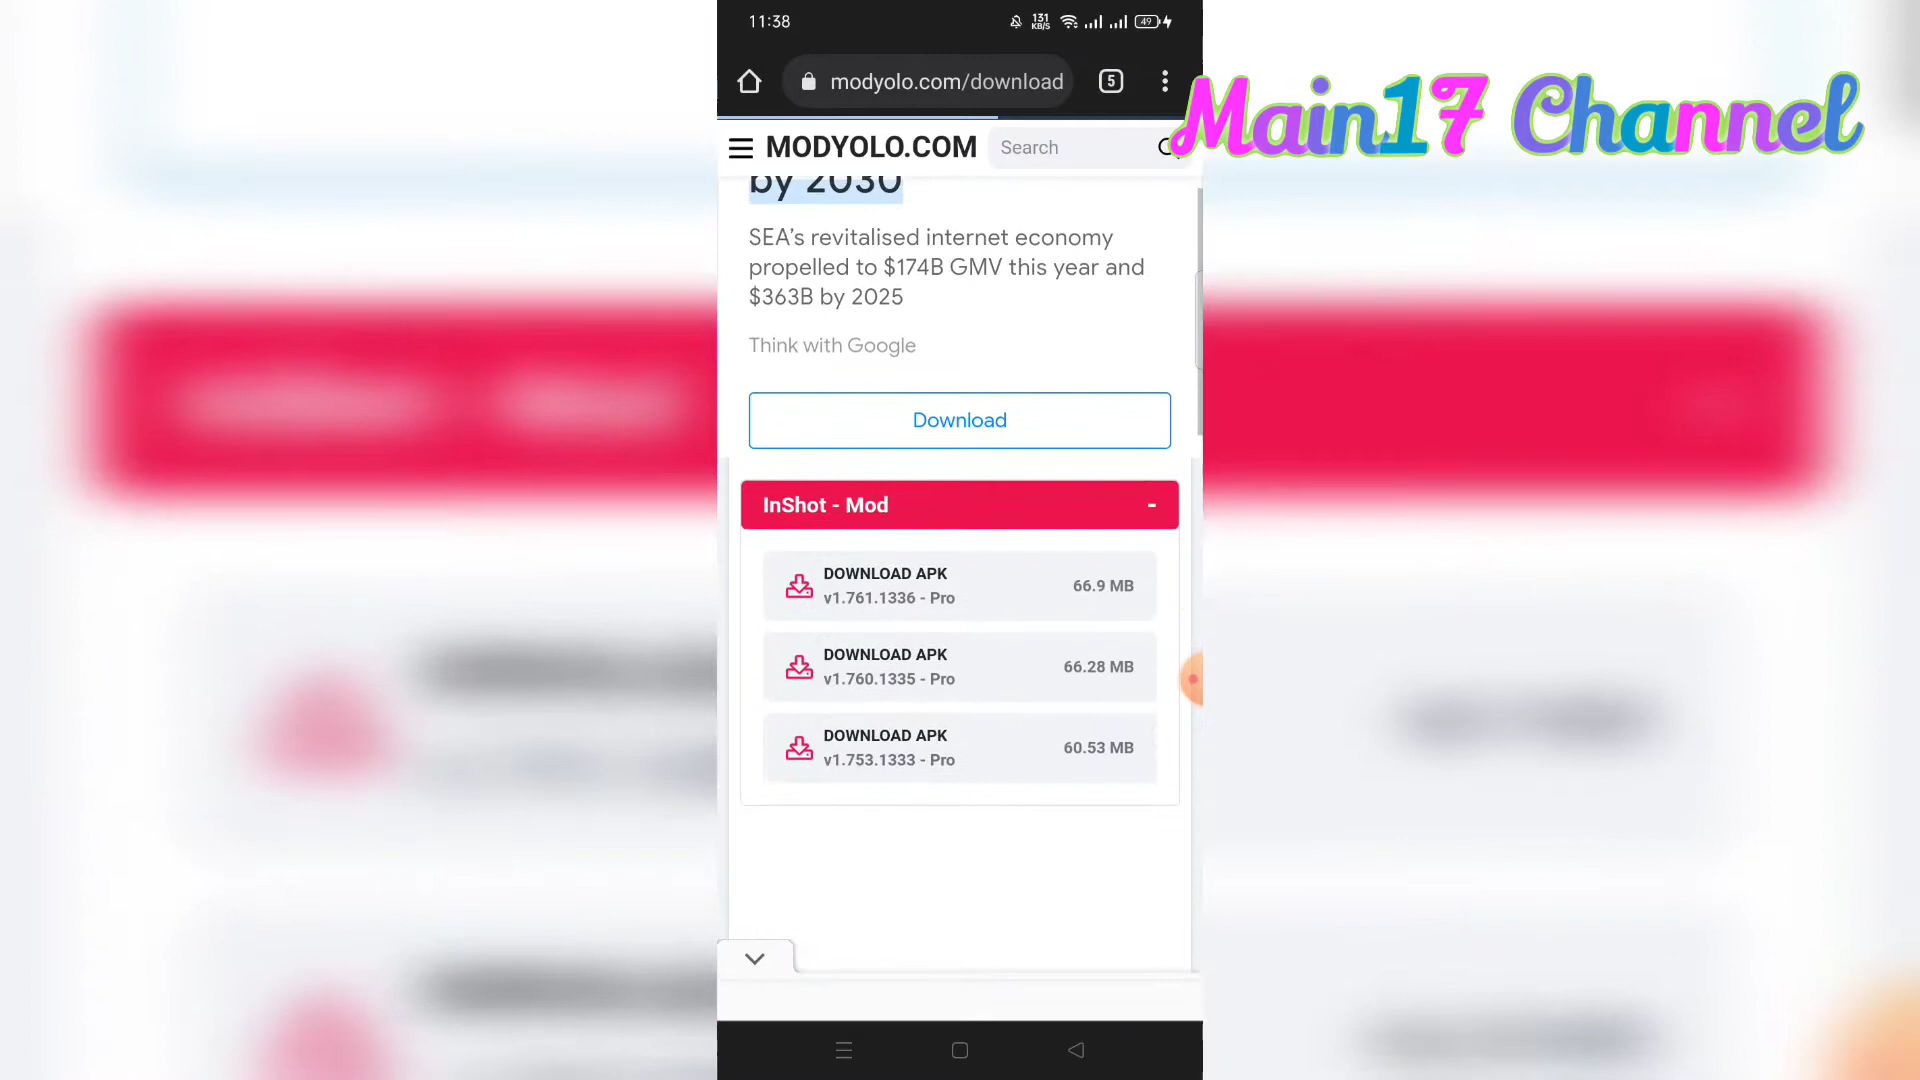 11:38
131
KB/S
49
modyolo.com/download
5
Main17 Channel
MODYOLO.COM
Search
by 2030
SEA's revitalised internet economy
propelled to $174B GMV this year and
$363B by 2025
Think with Google
Download
InShot - Mod
-
DOWNLOAD APK
v1.761.1336 - Pro
66.9 MB
DOWNLOAD APK
v1.760.1335 - Pro
66.28 MB
DOWNLOAD APK
v1.753.1333 - Pro
60.53 MB